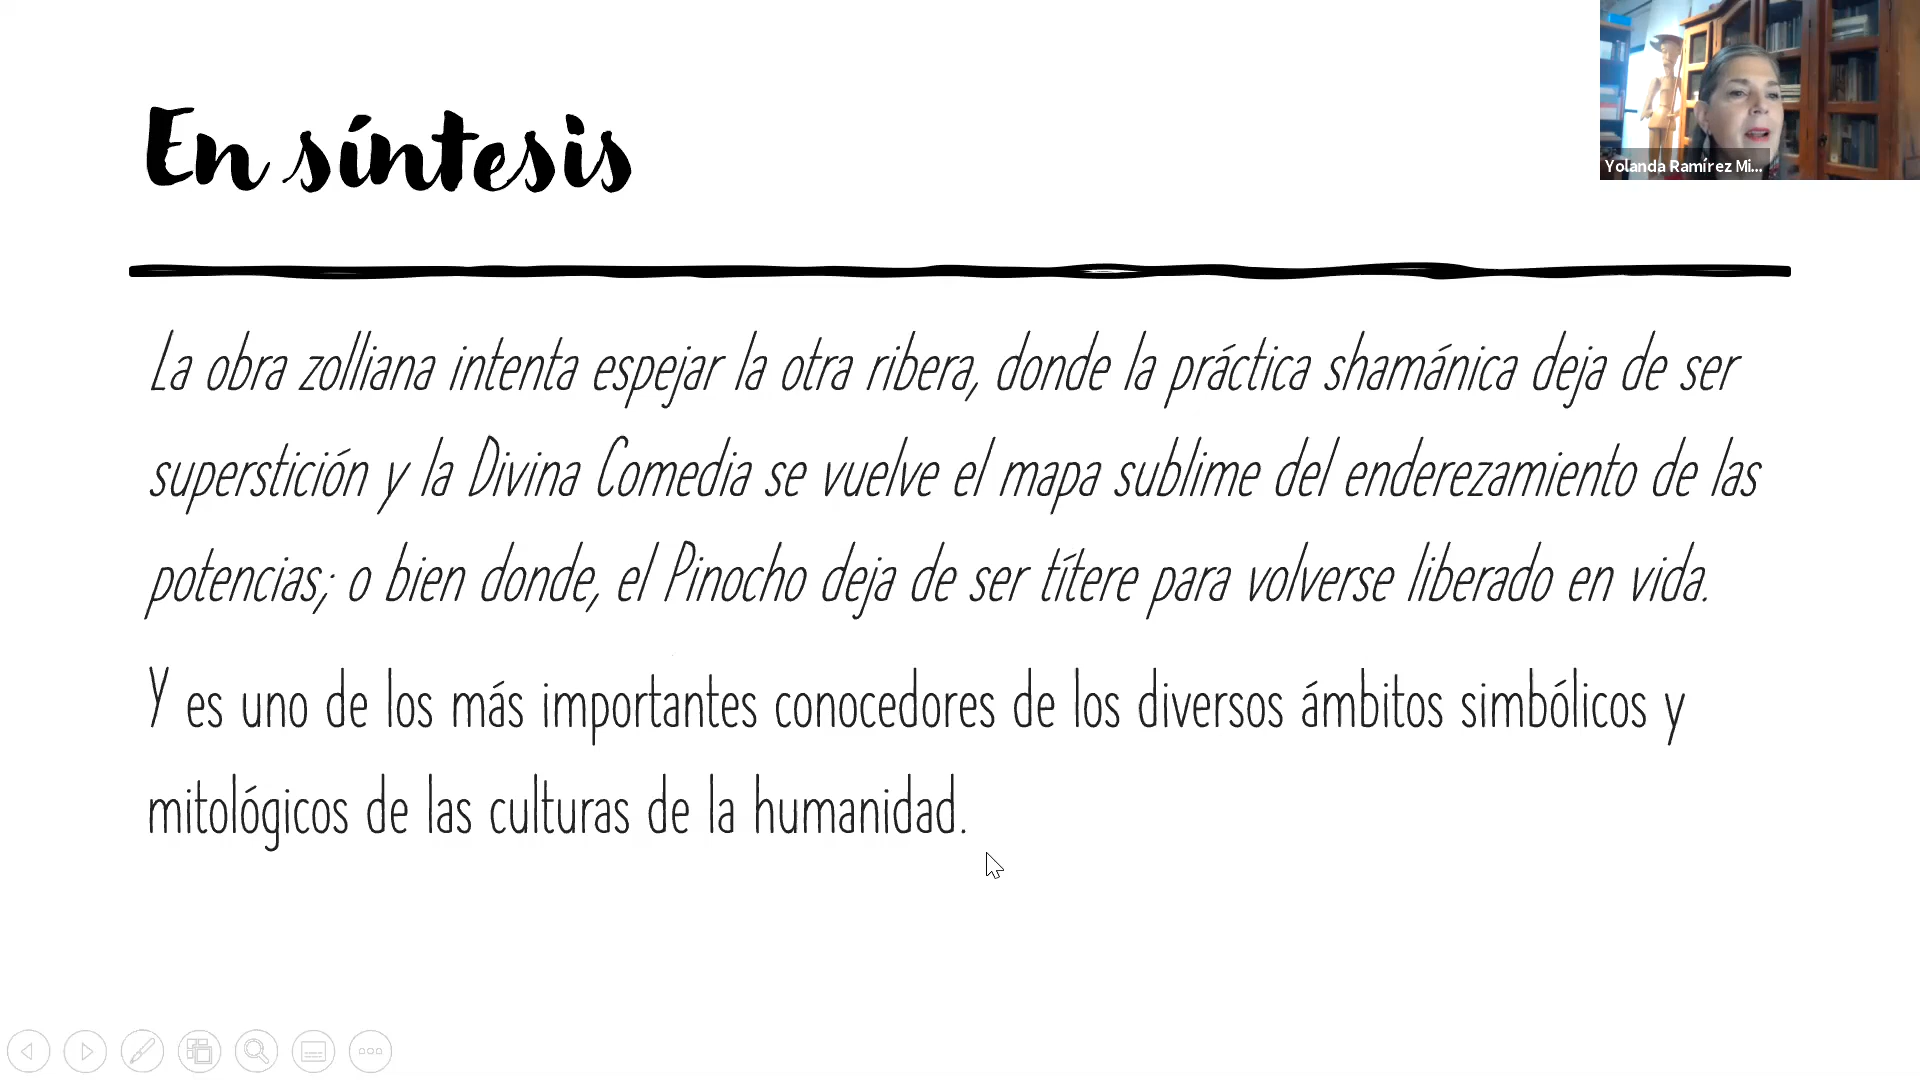 En síntesis
Yolanda Ramírez Mi...
La obra zolliana intenta espejar la otra ribera, donde la práctica shamánica deja de ser
superstición y la Divina Comedia se vuelve el mapa sublime del enderezamiento de las
potencias; o bien donde, el Pinocho deja de ser títere para volverse liberado en vida.
Y es uno de los más importantes conocedores de los diversos ámbitos simbólicos y
mitológicos de las culturas de la humanidad.